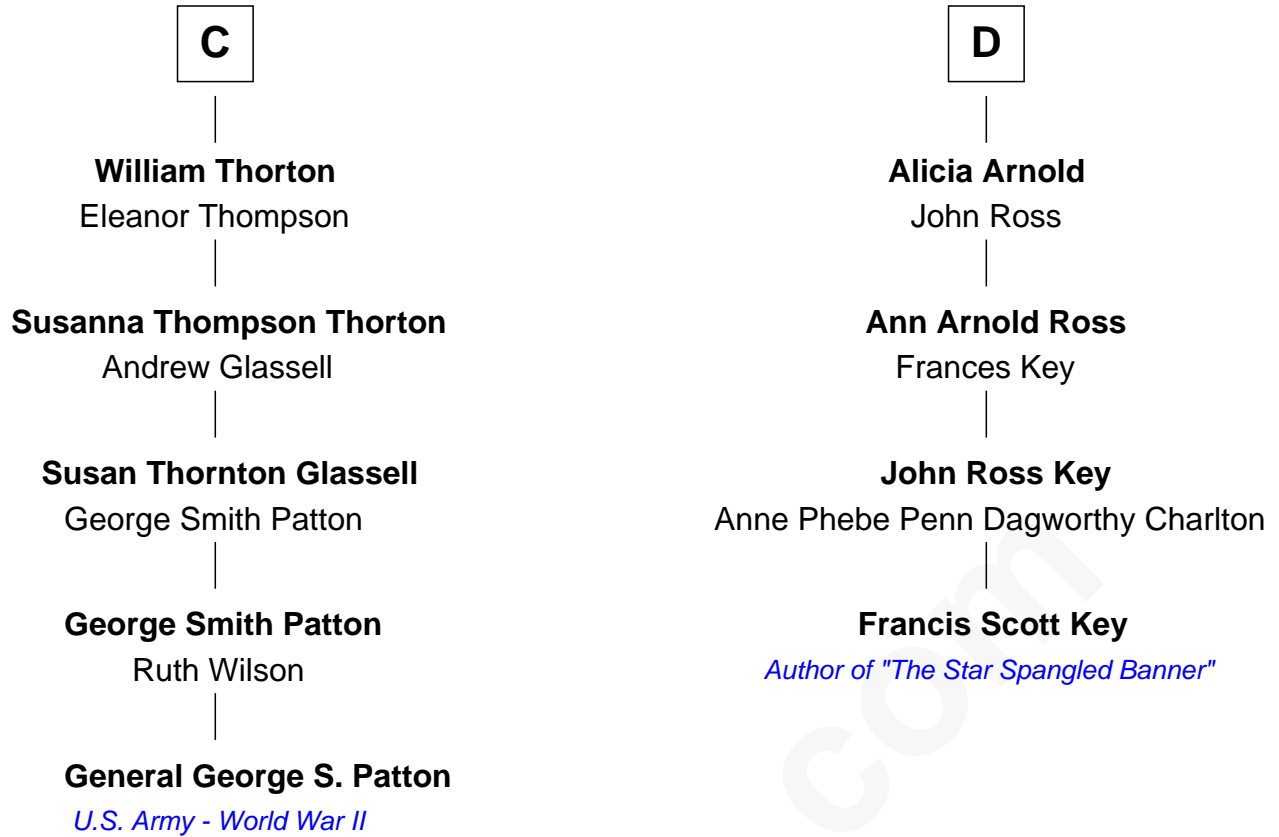 C
William Thorton
Eleanor Thompson
Susanna Thompson Thorton
Andrew Glassell
Susan Thornton Glassell
George Smith Patton
George Smith Patton
Ruth Wilson
General George S. Patton
U.S. Army - World War II
D
Alicia Arnold
John Ross
Ann Arnold Ross
Frances Key
John Ross Key
Anne Phebe Penn Dagworthy Charlton
Francis Scott Key
Author of "The Star Spangled Banner"
com